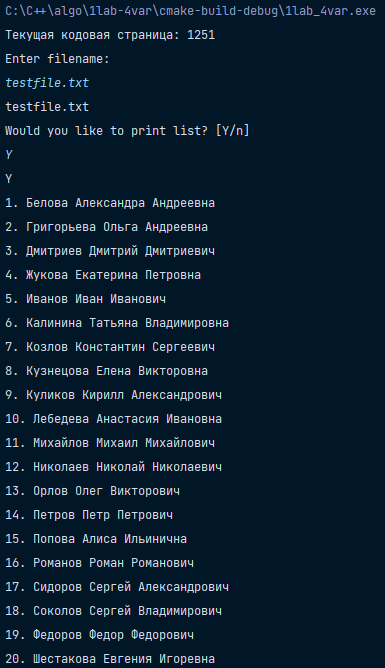 C:\C++\algo\1lab-4var\cmake-build-debug\1lab_4var.exe
Текущая кодовая страница: 1251
Enter filename:
testfile.txt
testfile.txt
Would you like to print list? [Y/n]
Y
Y
1. Белова Александра Андреевна
2. Григорьева Ольга Андреевна
3. Дмитриев Дмитрий Дмитриевич
4. Жукова Екатерина Петровна
5. Иванов Иван Иванович
6. Калинина Татьяна Владимировна
7. Козлов Константин Сергеевич
8. Кузнецова Елена Викторовна
9. Куликов Кирилл Александрович
10. Лебедева Анастасия Ивановна
11. Михайлов Михаил Михайлович
12. Николаев Николай Николаевич
13. Орлов Олег Викторович
14. Петров Петр Петрович
15. Попова Алиса Ильинична
16. Романов Роман Романович
17. Сидоров Сергей Александрович
18. Соколов Сергей Владимирович
19. Федоров Федор Федорович
20. Шестакова Евгения Игоревна